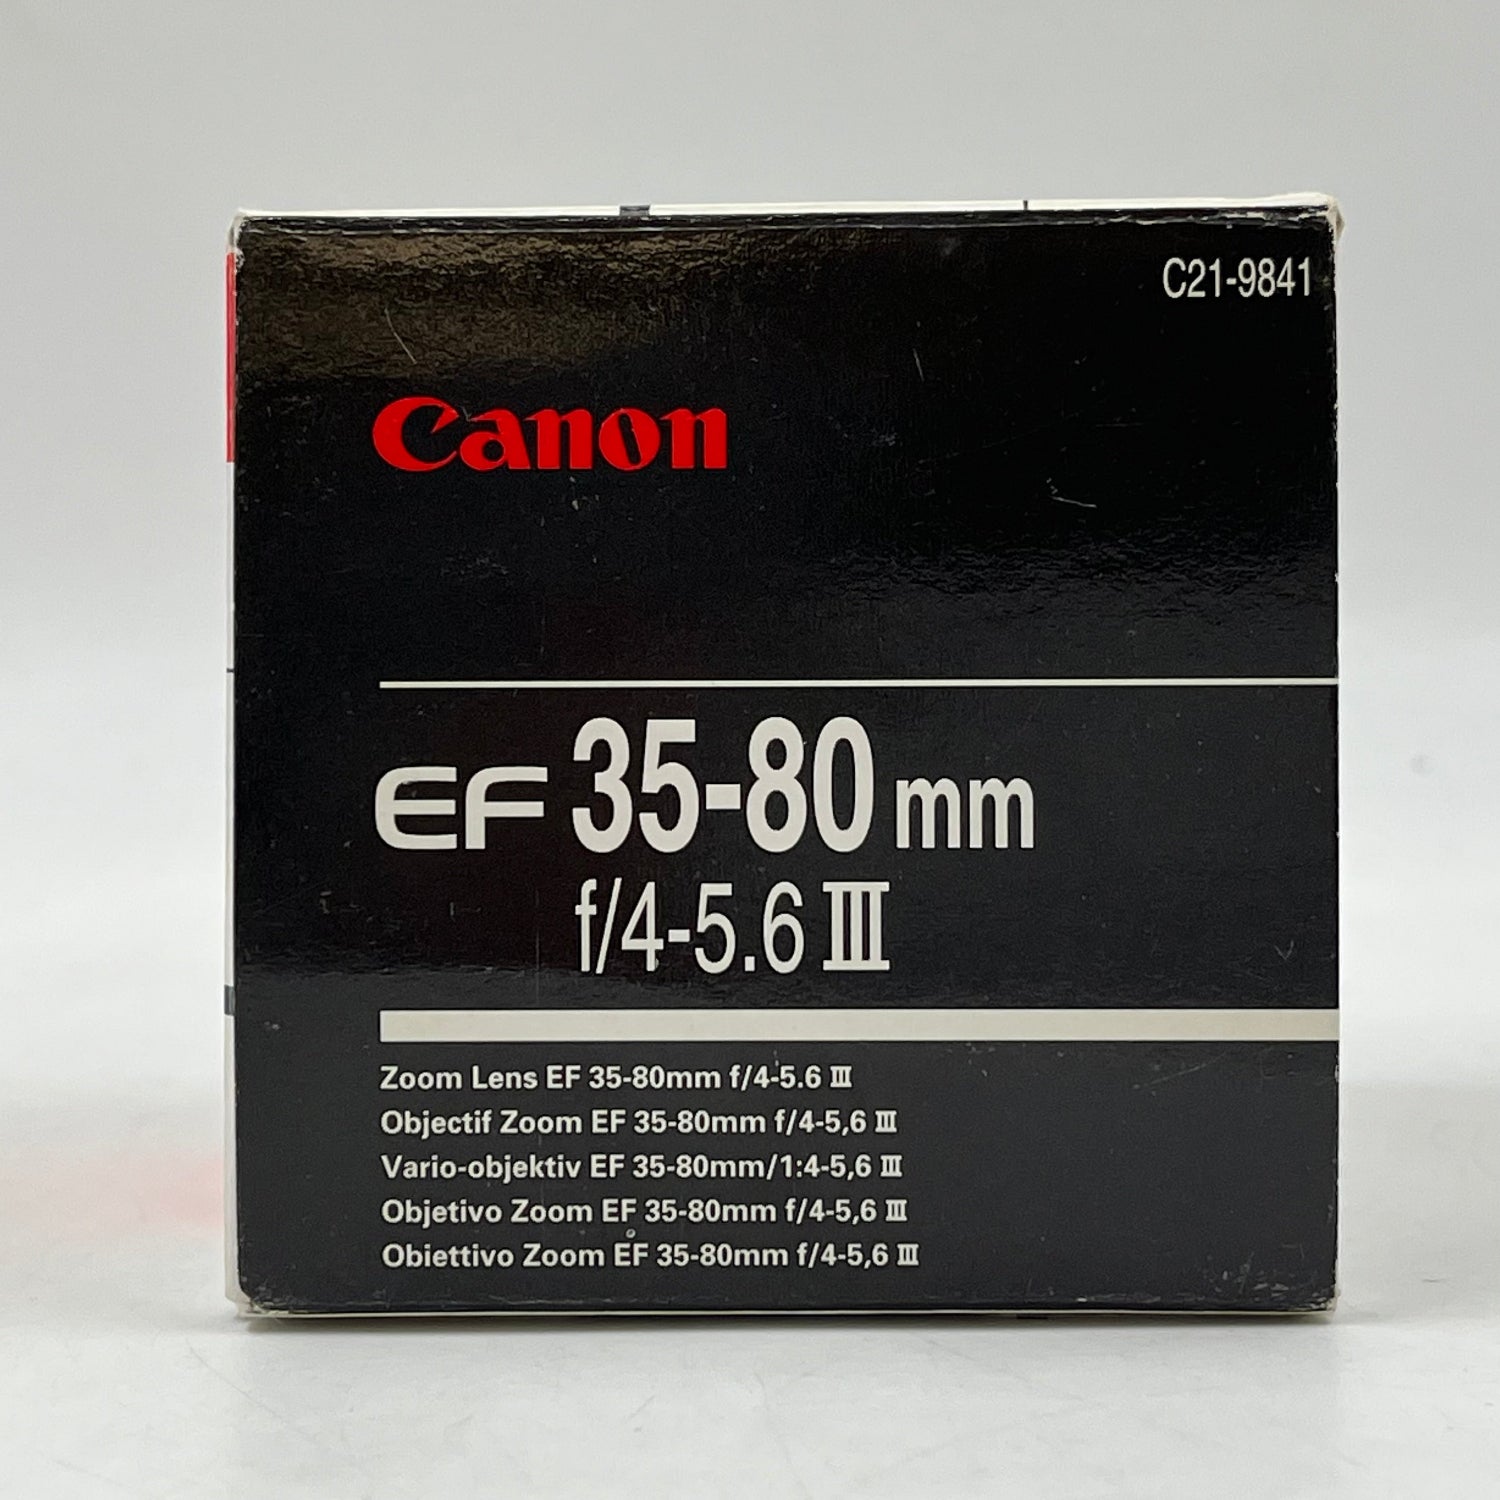 C21-9841
Canon
EF 35-80mm
f/4-5.6 III
Zoom Lens EF 35-80mm f/4-5.6 III
Objectif Zoom EF 35-80mm f/4-5,6 III
Vario-objektiv EF 35-80mm/1:4-5,6 III
Objetivo Zoom EF 35-80mm f/4-5,6 III
Obiettivo Zoom EF 35-80mm f/4-5,6 III